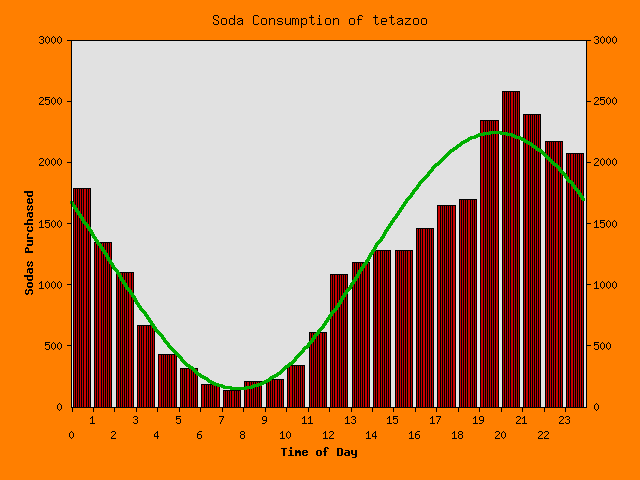 Soda Consumption of tetazoo
3000 3000
2500 2500
2000 2000
1500 1500
1000 1000
500 500
0 0
Sodas Purchased
1 3 5 7 9 11 13 15 17 19 21 23
0 2 4 6 8 10 12 14 16 18 20 22
Time of Day